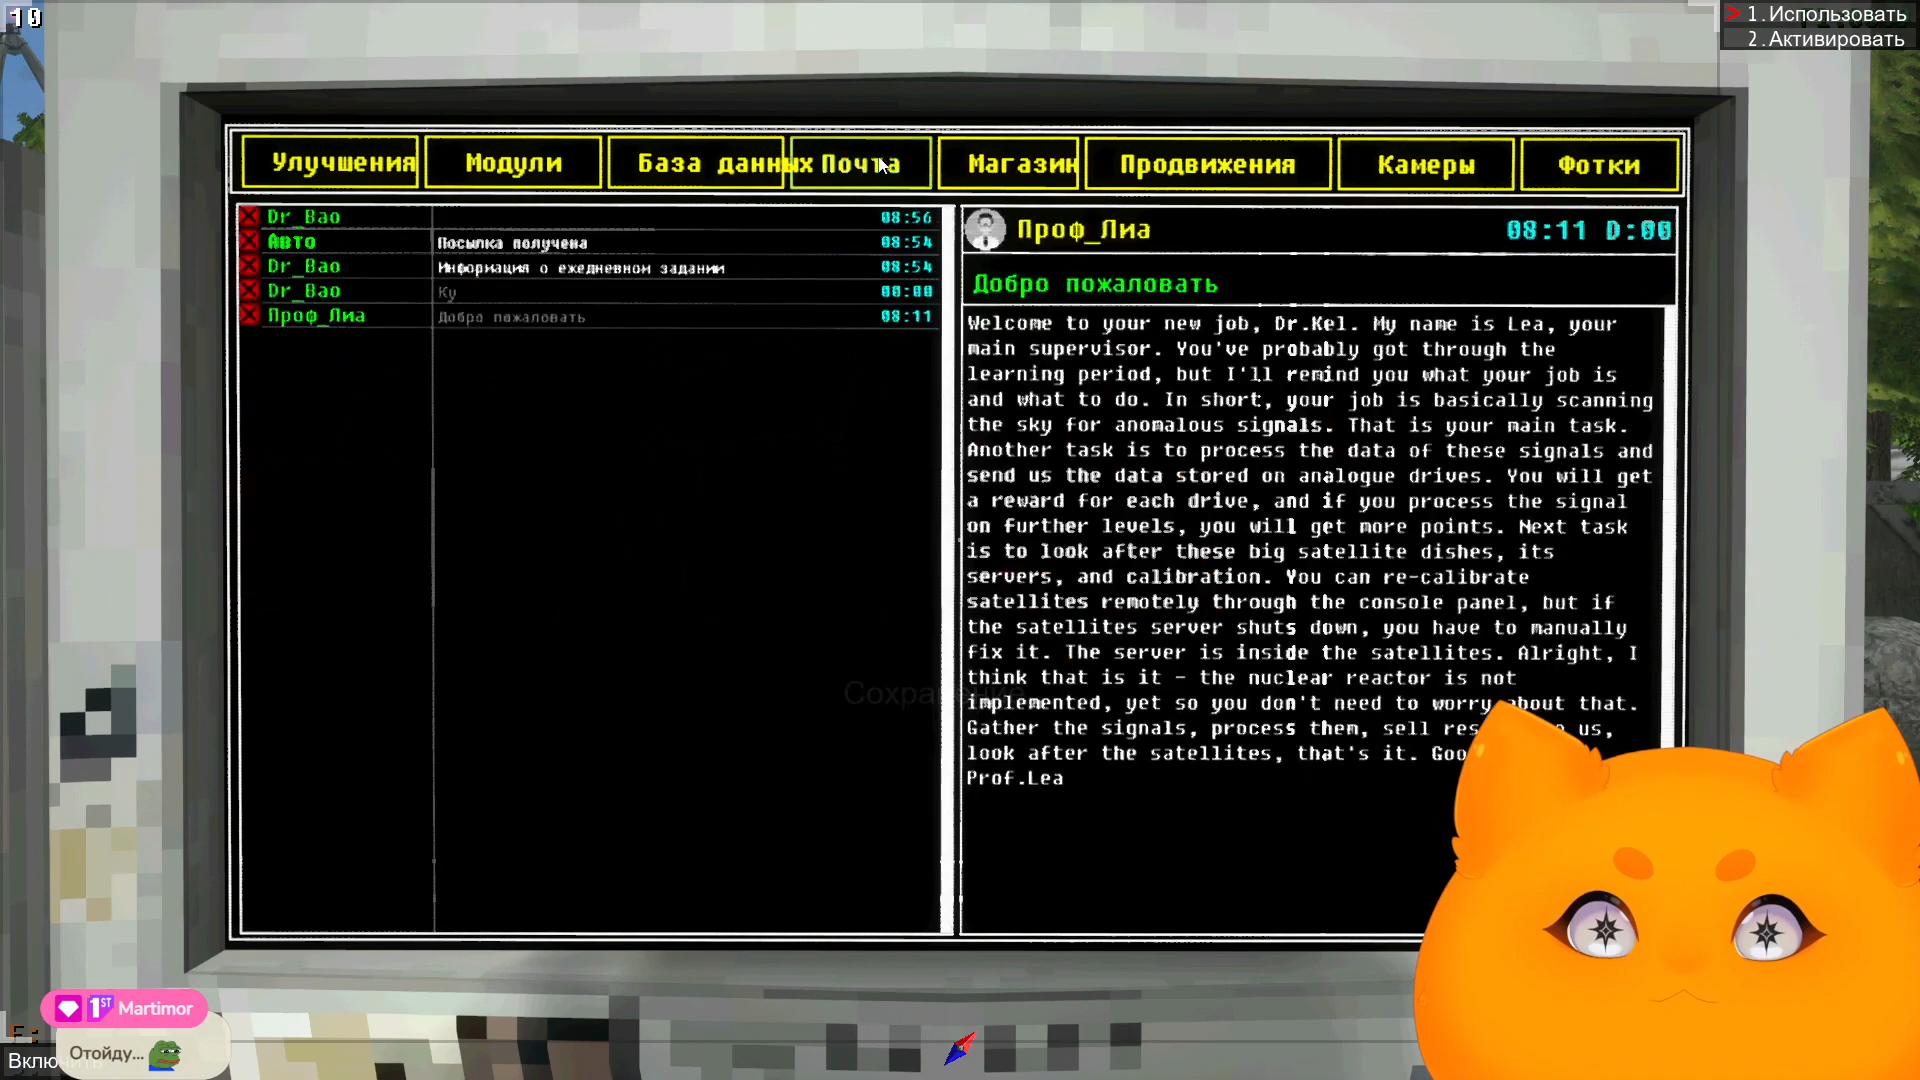 10
> 1.Использовать
2.Активировать
Улучшения
Модули
База данных
Почта
Магазин
Продвижения
Камеры
Фотки
Dr_Bao 08:56
Авто Посылка получена 08:54
Dr_Bao Информация о ежедневном задании 08:54
Dr_Bao Ку 00:00
Проф_Лиа Добро пожаловать 08:11
Проф_Лиа 08:11 D:00
Добро пожаловать
Welcome to your new job, Dr.Kel. My name is Lea, your
main supervisor. You've probably got through the
learning period, but I'll remind you what your job is
and what to do. In short, your job is basically scanning
the sky for anomalous signals. That is your main task.
Another task is to process the data of these signals and
send us the data stored on analogue drives. You will get
a reward for each drive, and if you process the signal
on further levels, you will get more points. Next task
is to look after these big satellite dishes, its
servers, and calibration. You can re-calibrate
satellites remotely through the console panel, but if
the satellites server shuts down, you have to manually
fix it. The server is inside the satellites. Alright, I
think that is it - the nuclear reactor is not
implemented, yet so you don't need to worry about that.
Gather the signals, process them, sell us,
look after the satellites, that's it.
Prof.Lea
1ST Martimor
Отойду...